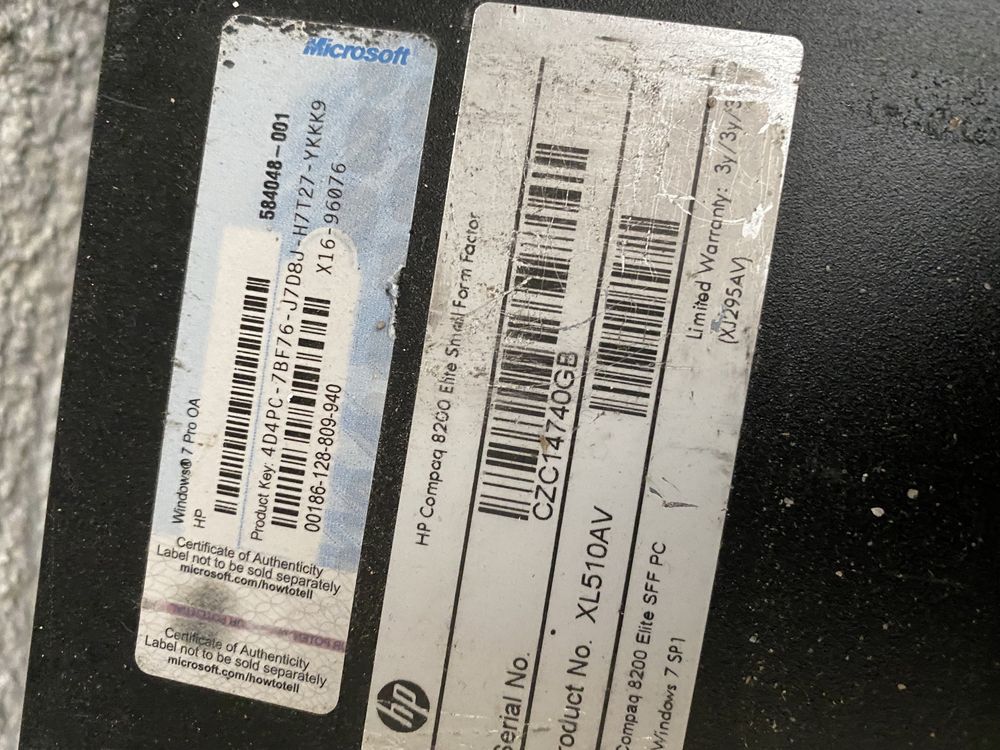 Microsoft
Windows® 7 Pro OA
HP
584048-001
Product Key: 4D4PC-7BF76-J7D8J-H7T27-YKKK9
00186-128-809-940
X16-96076
Certificate of Authenticity
Label not to be sold separately
microsoft.com/howtotell
Certificate of Authenticity
Label not to be sold separately
microsoft.com/howtotell
hp
HP Compaq 8200 Elite Small Form Factor
Serial No.
CZC14740GB
roduct No. XL510AV
Compaq 8200 Elite SFF PC
Windows 7 SP1
Limited Warranty: 3y/3y/3
(XJ295AV)